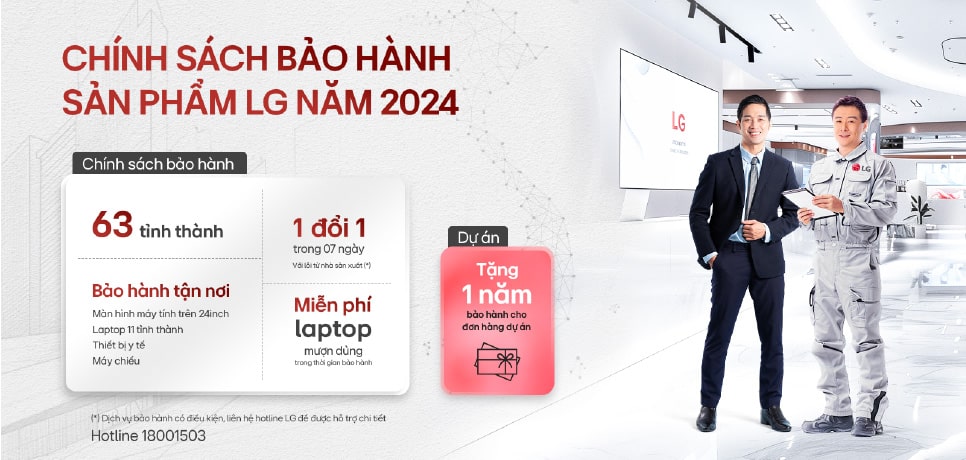 CHÍNH SÁCH BẢO HÀNH
SẢN PHẨM LG NĂM 2024
Chính sách bảo hành
63 tỉnh thành
Bảo hành tận nơi
Màn hình máy tính trên 24inch
Laptop 11 tỉnh thành
Thiết bị y tế
Máy chiếu
1 đổi 1
trong 07 ngày
Với lỗi từ nhà sản xuất (*)
Miễn phí
laptop
mượn dùng
trong thời gian bảo hành
Dự án
Tặng
1 năm
bảo hành cho
đơn hàng dự án
(*) Dịch vụ bảo hành có điều kiện, liên hệ hotline LG để được hỗ trợ chi tiết
Hotline 18001503
LG
LG